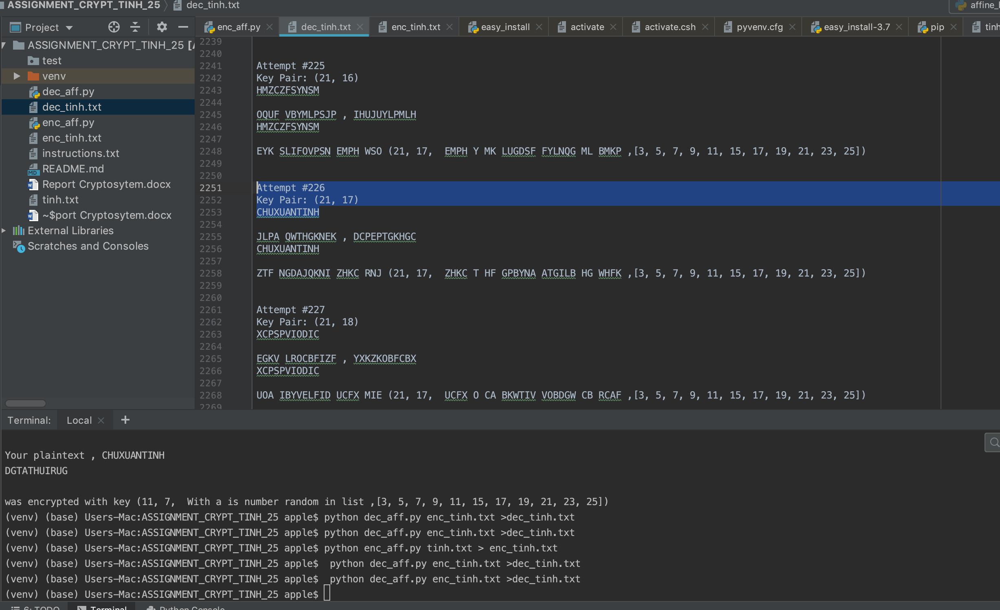 ASSIGNMENT_CRYPT_TINH_25 dec_tinh.txt
Project
enc_aff.py dec_tinh.txt enc_tinh.txt easy_install activate activate.csh pyvenv.cfg easy_install-3.7 pip
ASSIGNMENT_CRYPT_TINH_25
test
venv
dec_aff.py
dec_tinh.txt
enc_aff.py
enc_tinh.txt
instructions.txt
README.md
Report Cryptosytem.docx
tinh.txt
~$port Cryptosytem.docx
External Libraries
Scratches and Consoles
2239
2240
2241 Attempt #225
2242 Key Pair: (21, 16)
2243 HMZCZFSYNSM
2244
2245 OQUF VBYMLPSJP , IHUJUYLPMLH
2246 HMZCZFSYNSM
2247
2248 EYK SLIFOVPSN EMPH WSO (21, 17,  EMPH Y MK LUGDSF FYLNQG ML BMKP ,[3, 5, 7, 9, 11, 15, 17, 19, 21, 23, 25])
2249
2250
2251 Attempt #226
2252 Key Pair: (21, 17)
2253 CHUXUANTINH
2254
2255 JLPA QWTHGKNEK , DCPEPTGKHGC
2256 CHUXUANTINH
2257
2258 ZTF NGDAJQKNI ZHKC RNJ (21, 17,  ZHKC T HF GPBYNA ATGILB HG WHFK ,[3, 5, 7, 9, 11, 15, 17, 19, 21, 23, 25])
2259
2260
2261 Attempt #227
2262 Key Pair: (21, 18)
2263 XCPSPVIODIC
2264
2265 EGKV LROCBFIZF , YXKZKOBFCBX
2266 XCPSPVIODIC
2267
2268 UOA IBYVELFID UCFX MIE (21, 17,  UCFX O CA BKWTIV VOBDGW CB RCAF ,[3, 5, 7, 9, 11, 15, 17, 19, 21, 23, 25])
2269
Terminal: Local +
Your plaintext , CHUXUANTINH
DGTATHUIRUG
was encrypted with key (11, 7,  With a is number random in list ,[3, 5, 7, 9, 11, 15, 17, 19, 21, 23, 25])
(venv) (base) Users-Mac:ASSIGNMENT_CRYPT_TINH_25 apple$ python dec_aff.py enc_tinh.txt >dec_tinh.txt
(venv) (base) Users-Mac:ASSIGNMENT_CRYPT_TINH_25 apple$ python dec_aff.py enc_tinh.txt >dec_tinh.txt
(venv) (base) Users-Mac:ASSIGNMENT_CRYPT_TINH_25 apple$ python enc_aff.py tinh.txt > enc_tinh.txt
(venv) (base) Users-Mac:ASSIGNMENT_CRYPT_TINH_25 apple$  python dec_aff.py enc_tinh.txt >dec_tinh.txt
(venv) (base) Users-Mac:ASSIGNMENT_CRYPT_TINH_25 apple$  python dec_aff.py enc_tinh.txt >dec_tinh.txt
(venv) (base) Users-Mac:ASSIGNMENT_CRYPT_TINH_25 apple$
6: TODO Terminal Python Console